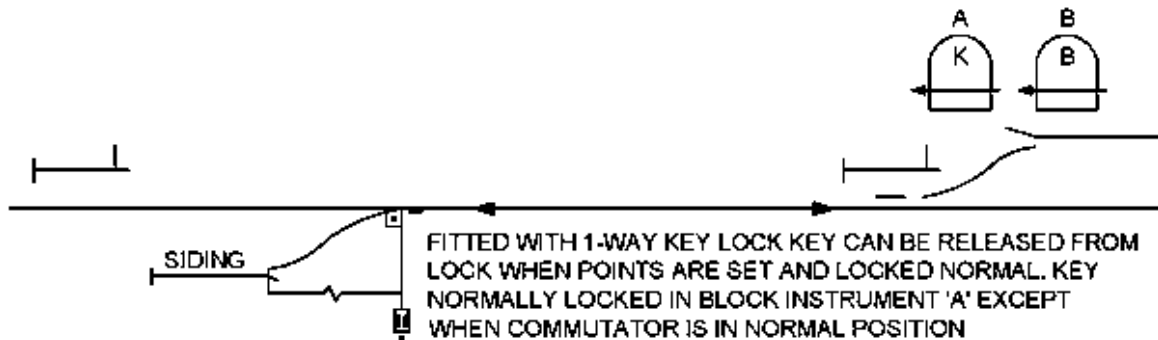 A B
K B
SIDING
FITTED WITH 1-WAY KEY LOCK KEY CAN BE RELEASED FROM
LOCK WHEN POINTS ARE SET AND LOCKED NORMAL. KEY
NORMALLY LOCKED IN BLOCK INSTRUMENT 'A' EXCEPT
WHEN COMMUTATOR IS IN NORMAL POSITION